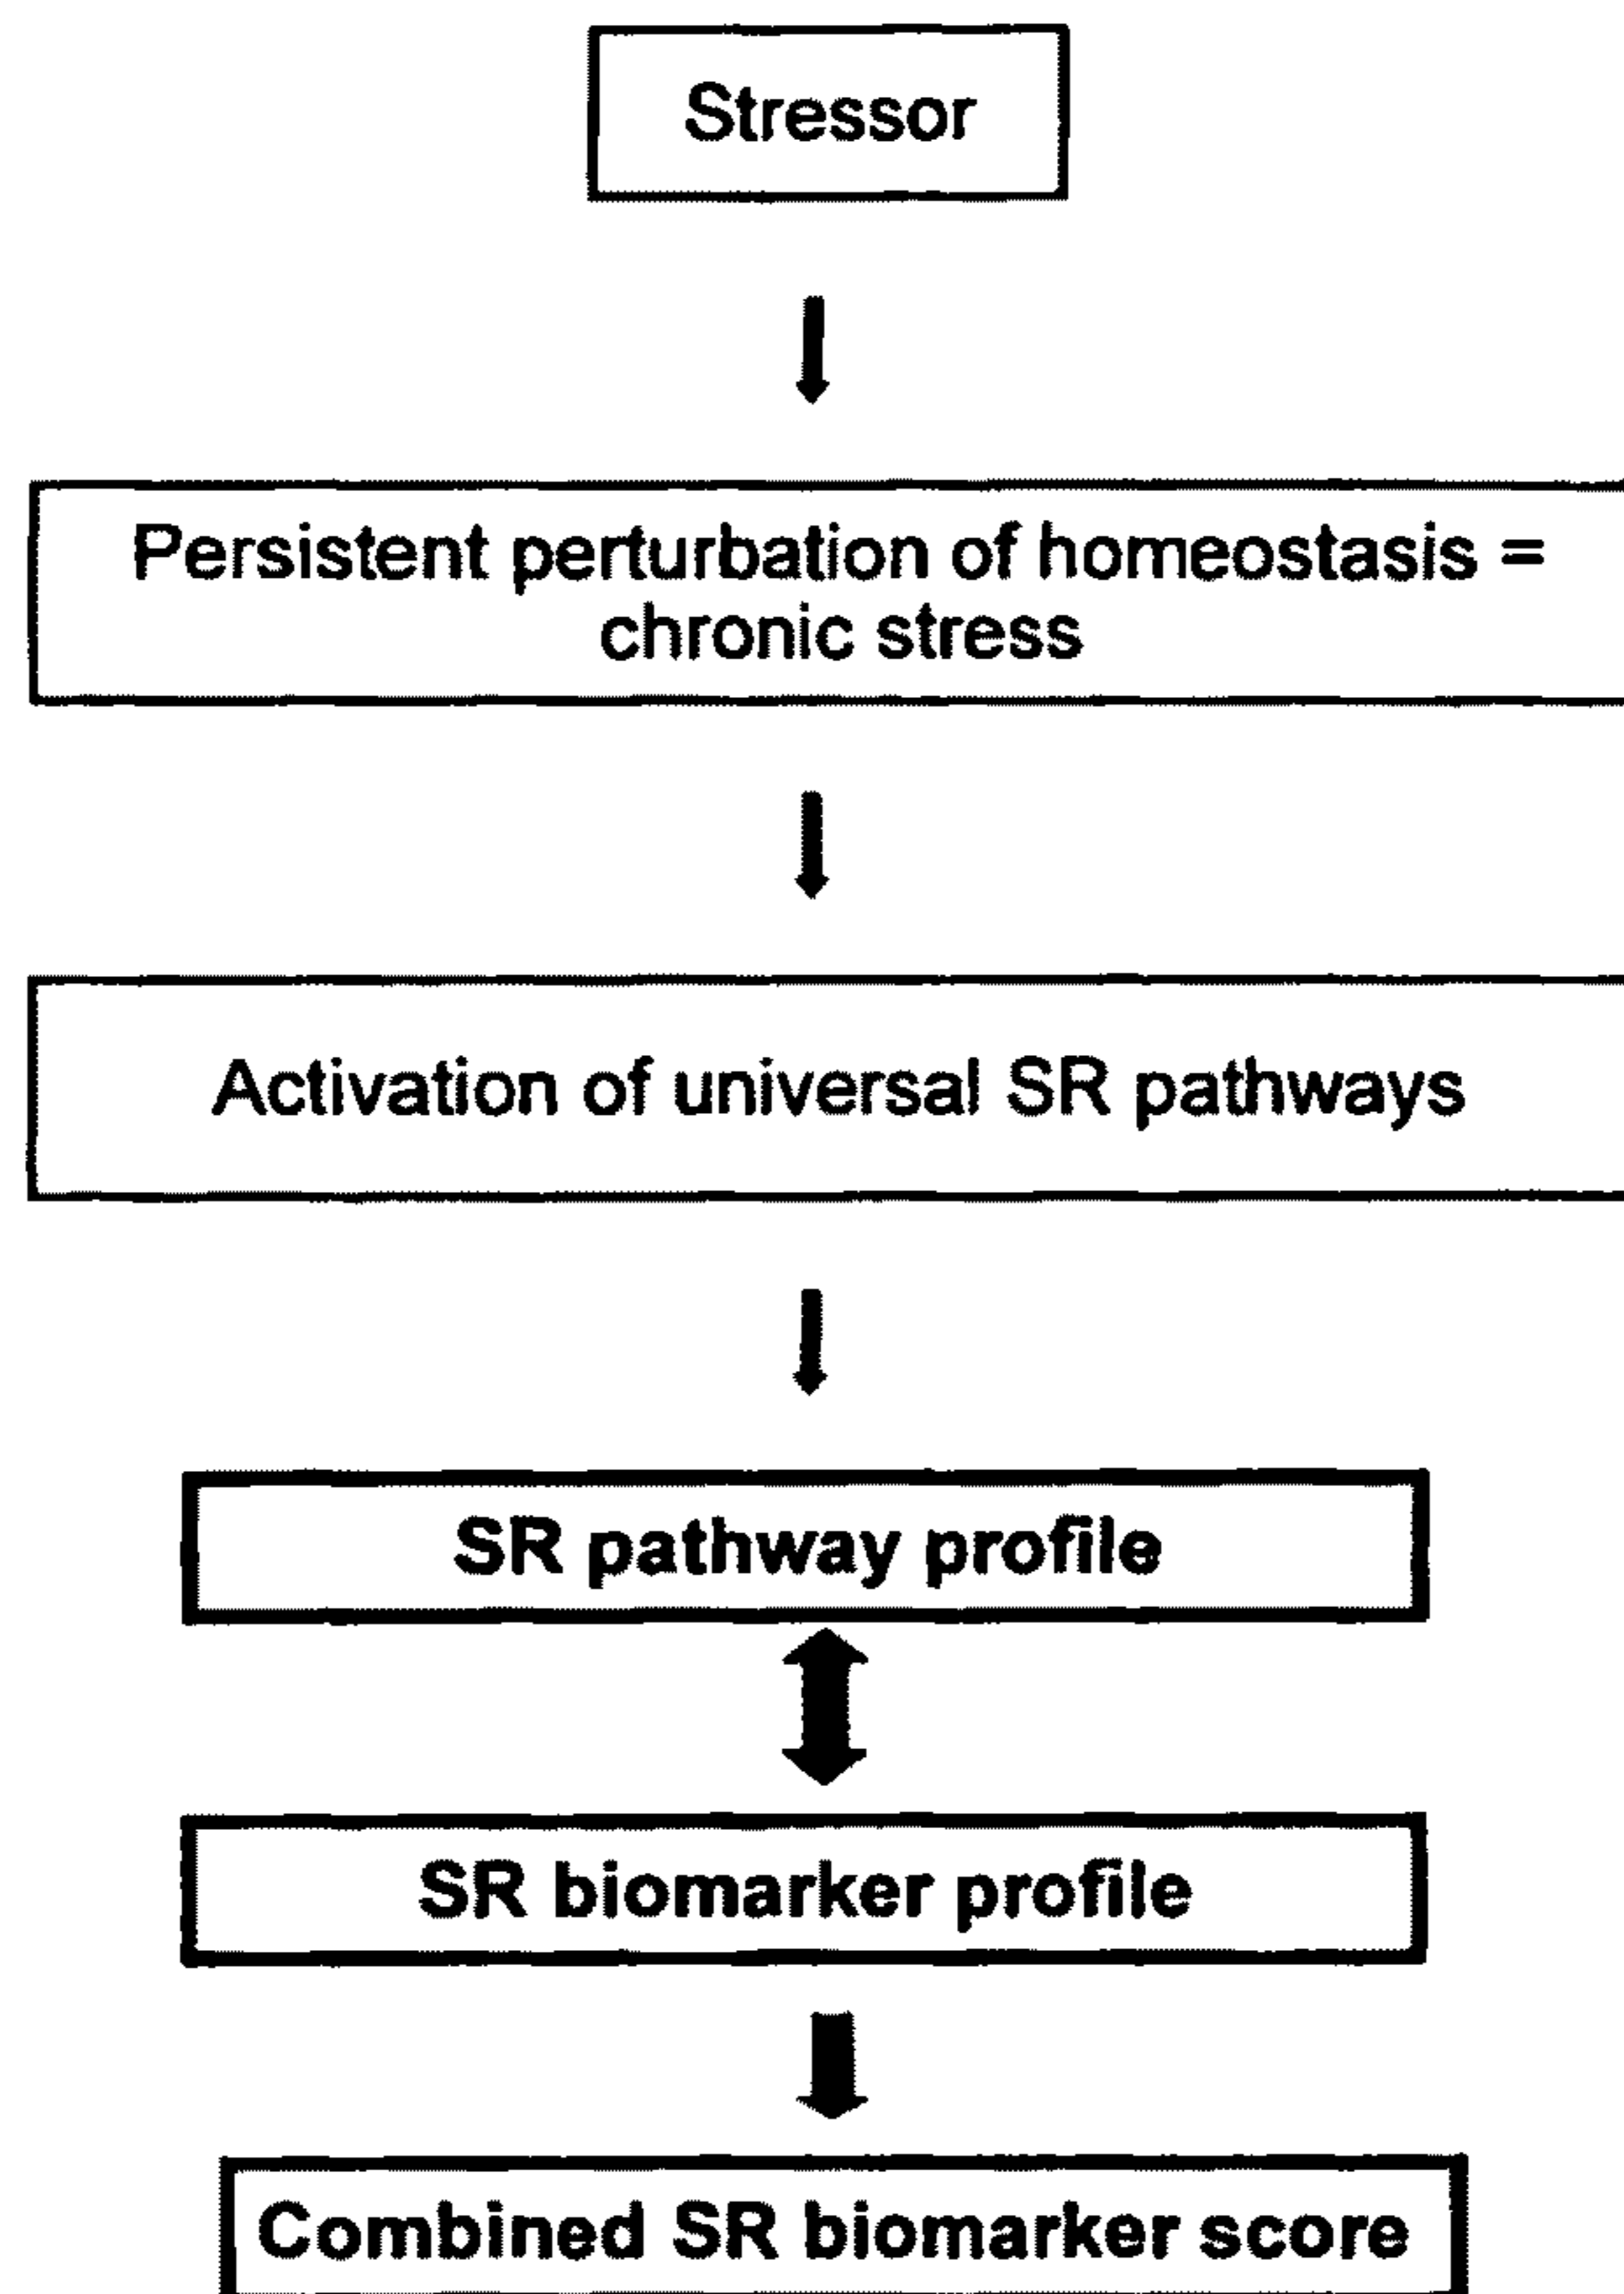 Stressor
Persistent perturbation of homeostasis =
chronic stress
Activation of universal SR pathways
SR pathway profile
SR biomarker profile
Combined SR biomarker score